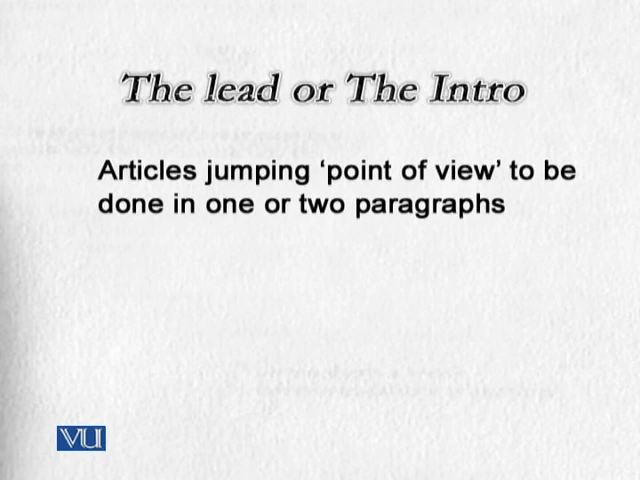 The lead or The Intro
Articles jumping ‘point of view’ to be
done in one or two paragraphs
VU